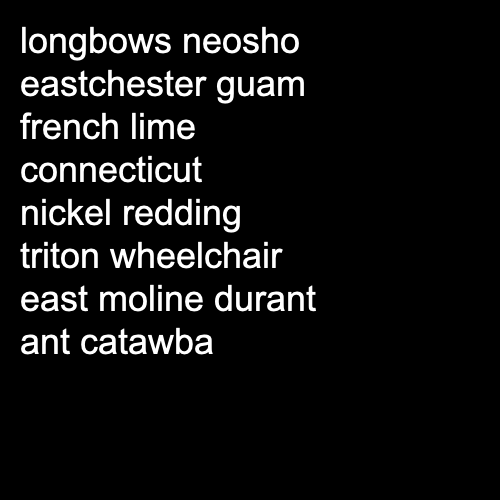 longbows neosho
eastchester guam
french lime
connecticut
nickel redding
triton wheelchair
east moline durant
ant catawba